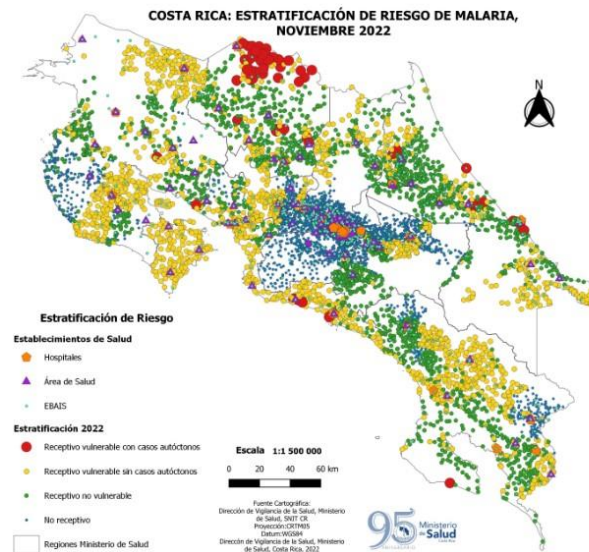 COSTA RICA: ESTRATIFICACIÓN DE RIESGO DE MALARIA,
NOVIEMBRE 2022
N
Estratificación de Riesgo
Establecimientos de Salud
Hospitales
Área de Salud
EBAIS
Estratificación 2022
Receptivo vulnerable con casos autóctonos
Receptivo vulnerable sin casos autóctonos
Receptivo no vulnerable
No receptivo
Regiones Ministerio de Salud
Escala 1:1 500 000
0 20 40 60 km
Fuente Cartográfica:
Dirección de Vigilancia de la Salud, Ministerio
de Salud, SNIT CR
Proyección:CRTM05
Datum:WGS84
Dirección de Vigilancia de la Salud, Ministerio
de Salud, Costa Rica, 2022
95
Ministerio
de Salud
Costa Rica